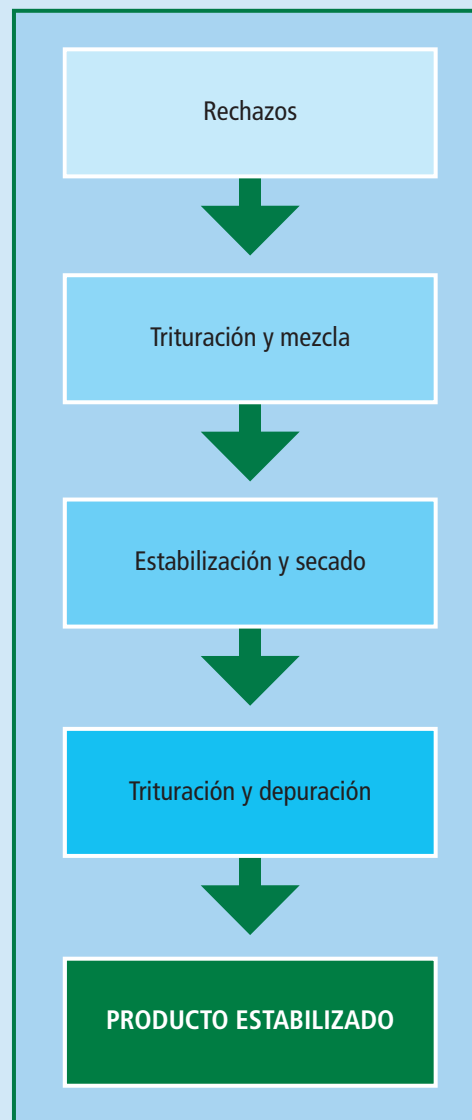 Rechazos
Trituración y mezcla
Estabilización y secado
Trituración y depuración
PRODUCTO ESTABILIZADO